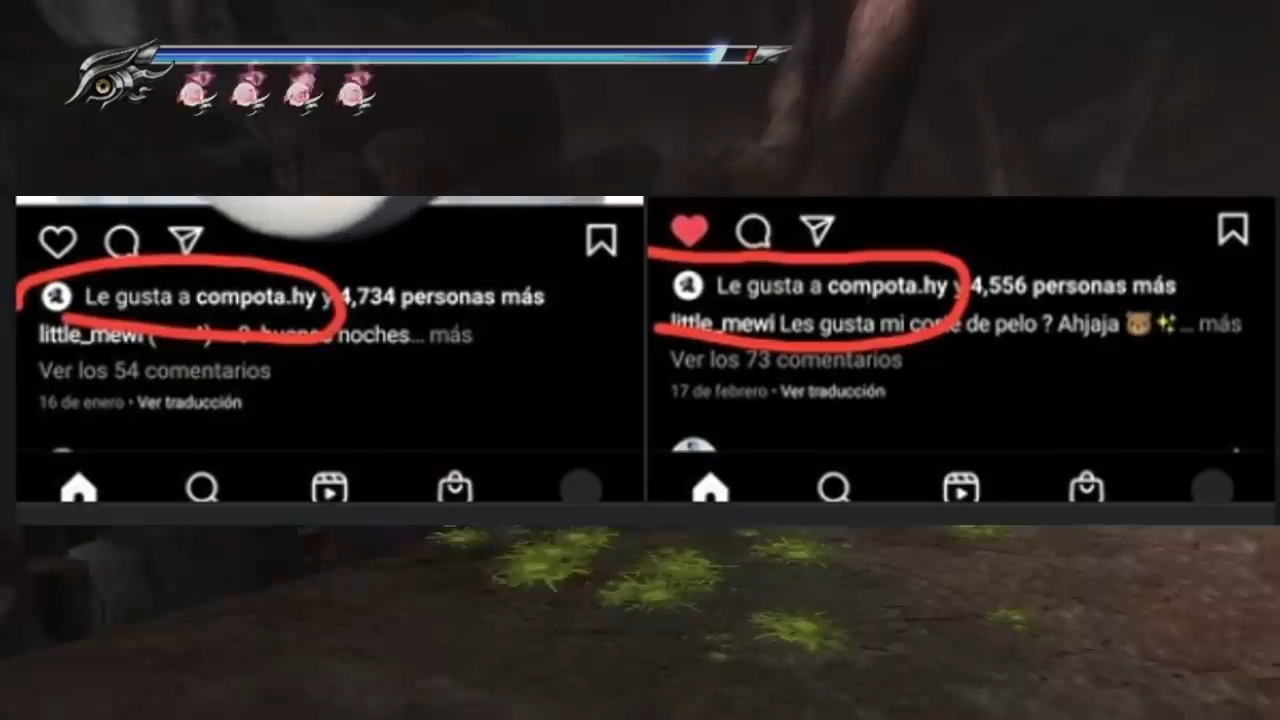 Le gusta a compota.hy y 4,734 personas más
little_mewi noches... más
Ver los 54 comentarios
16 de enero • Ver traducción
Le gusta a compota.hy y 4,556 personas más
little_mewi Les gusta mi corte de pelo ? Ahjaja 🐻✨... más
Ver los 73 comentarios
17 de febrero • Ver traducción